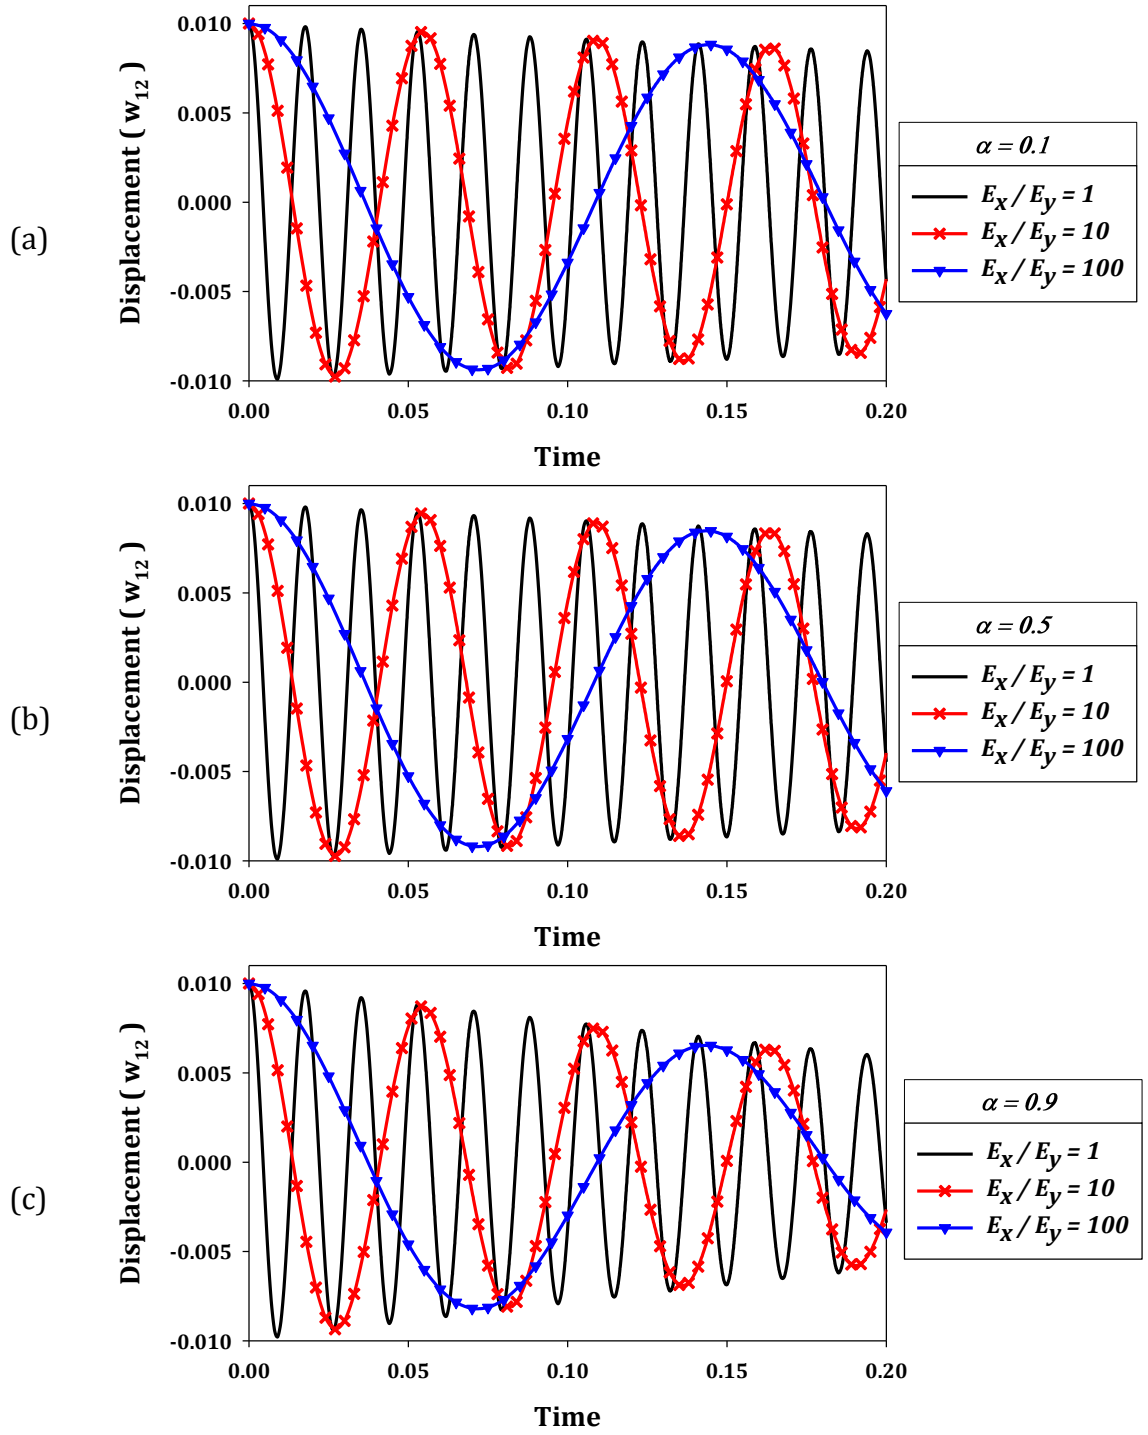 (a)
Displacement ( w12 )
0.010
0.005
0.000
-0.005
-0.010
0.00 0.05 0.10 0.15 0.20
Time
α = 0.1
Ex / Ey = 1
Ex / Ey = 10
Ex / Ey = 100
(b)
Displacement ( w12 )
0.010
0.005
0.000
-0.005
-0.010
0.00 0.05 0.10 0.15 0.20
Time
α = 0.5
Ex / Ey = 1
Ex / Ey = 10
Ex / Ey = 100
(c)
Displacement ( w12 )
0.010
0.005
0.000
-0.005
-0.010
0.00 0.05 0.10 0.15 0.20
Time
α = 0.9
Ex / Ey = 1
Ex / Ey = 10
Ex / Ey = 100